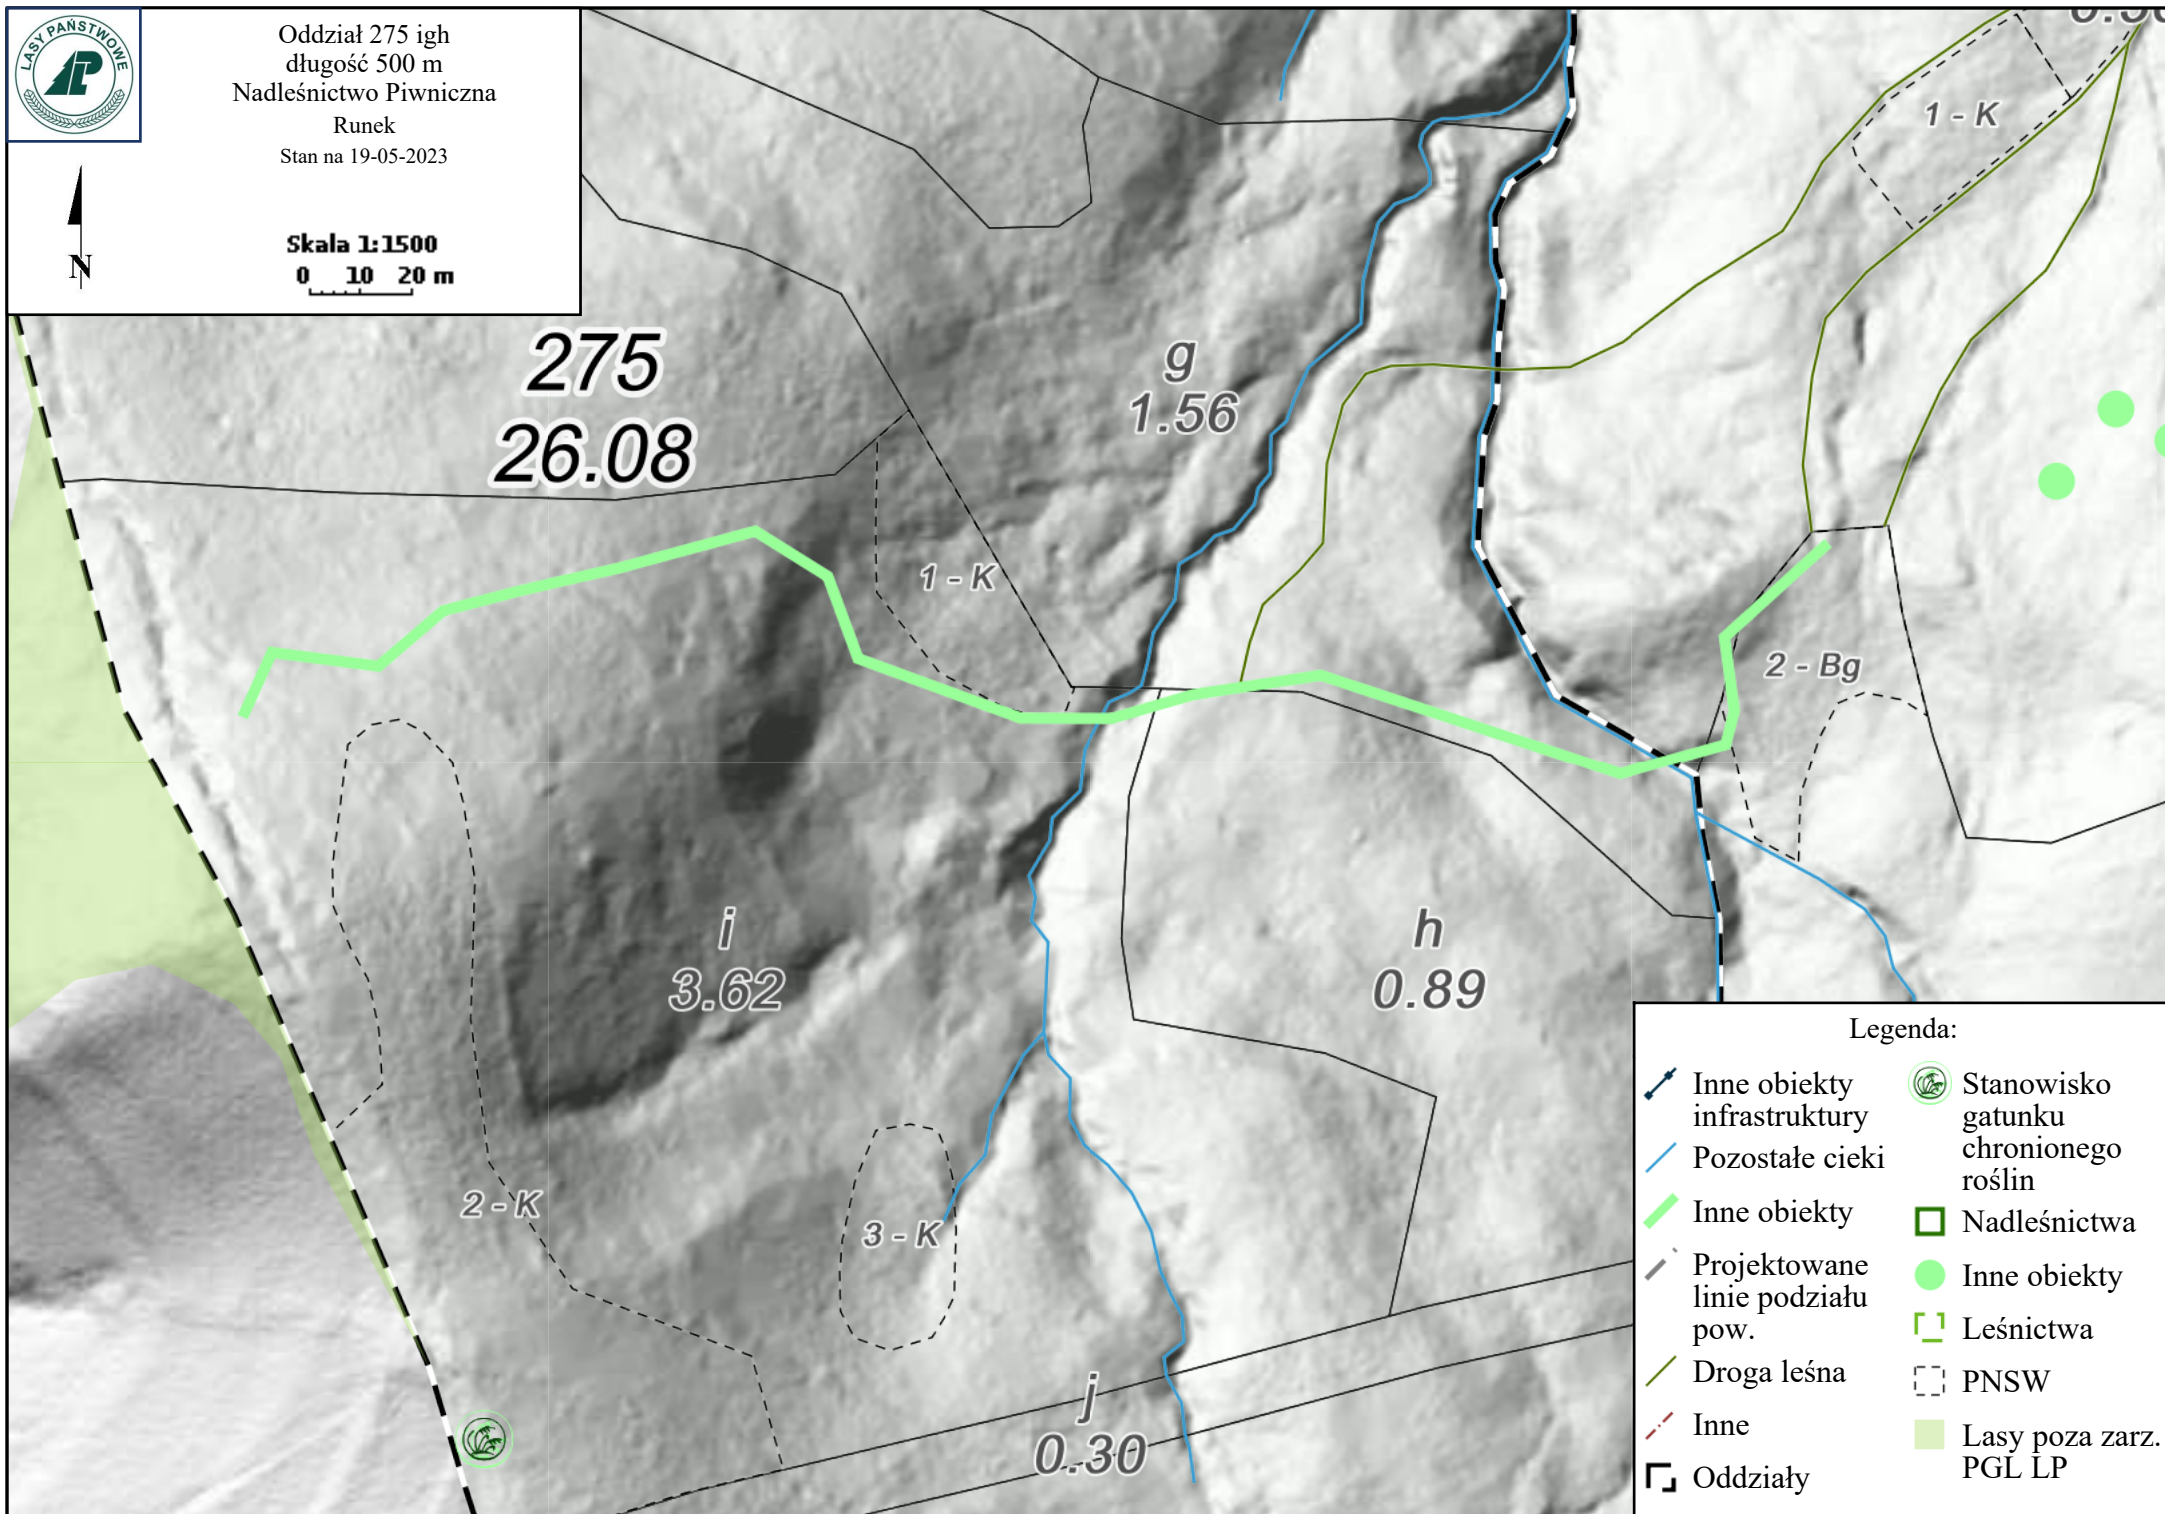 LASY PAŃSTWOWE
Oddział 275 igh
długość 500 m
Nadleśnictwo Piwniczna
Runek
Stan na 19-05-2023
N
Skala 1:1500
0 10 20 m
1 - K
g
1.56
275
26.08
1 - K
2 - Bg
i
3.62
h
0.89
2 - K
3 - K
j
0.30
Legenda:
Inne obiekty
infrastruktury
Pozostałe cieki
Inne obiekty
Projektowane
linie podziału
pow.
Droga leśna
Inne
Oddziały
Stanowisko
gatunku
chronionego
roślin
Nadleśnictwa
Inne obiekty
Leśnictwa
PNSW
Lasy poza zarz.
PGL LP